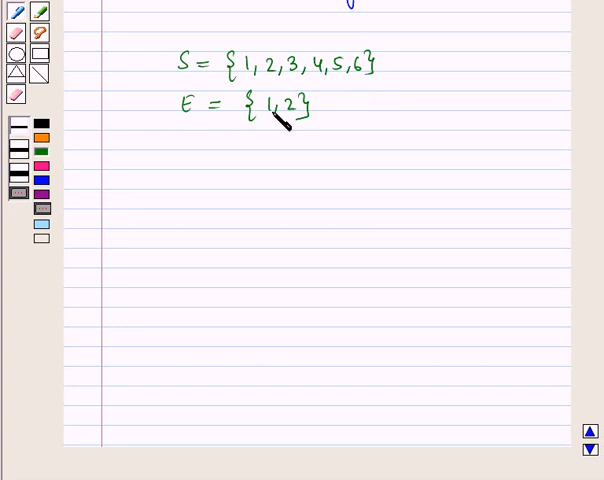 S = {1, 2, 3, 4, 5, 6}
E = {1, 2}